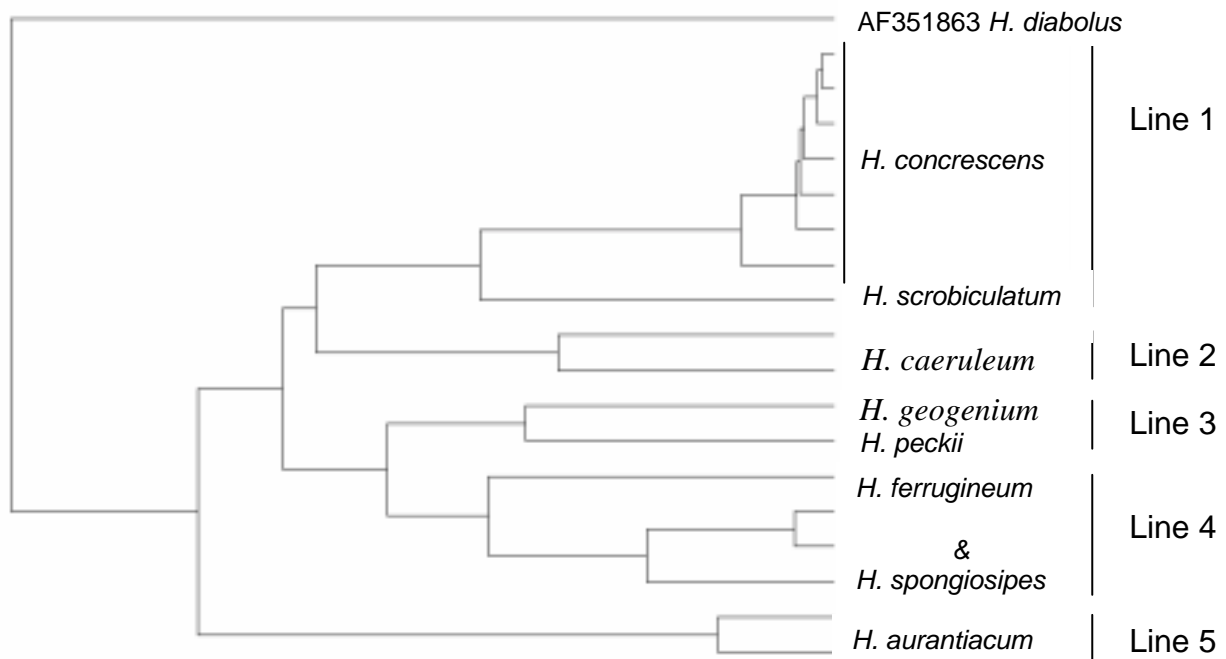 AF351863 H. diabolus
Line 1
H. concrescens
H. scrobiculatum
H. caeruleum
Line 2
H. geogenium
Line 3
H. peckii
H. ferrugineum
Line 4
&
H. spongiosipes
H. aurantiacum
Line 5